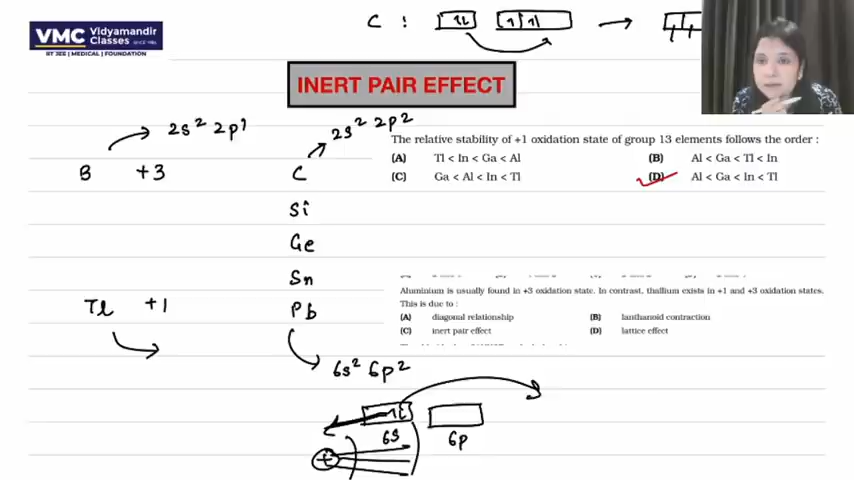 C :
VMC Vidyamandir Classes SINCE 1986
IIT JEE | MEDICAL | FOUNDATION
INERT PAIR EFFECT
2s² 2p¹
2s² 2p²
B +3
C
Si
Ge
Sn
Tl +1
Pb
6s² 6p²
6s
6p
+
The relative stability of +1 oxidation state of group 13 elements follows the order :
(A) Tl < In < Ga < Al (B) Al < Ga < Tl < In
(C) Ga < Al < In < Tl (D) Al < Ga < In < Tl
Aluminium is usually found in +3 oxidation state. In contrast, thallium exists in +1 and +3 oxidation states.
This is due to :
(A) diagonal relationship (B) lanthanoid contraction
(C) inert pair effect (D) lattice effect